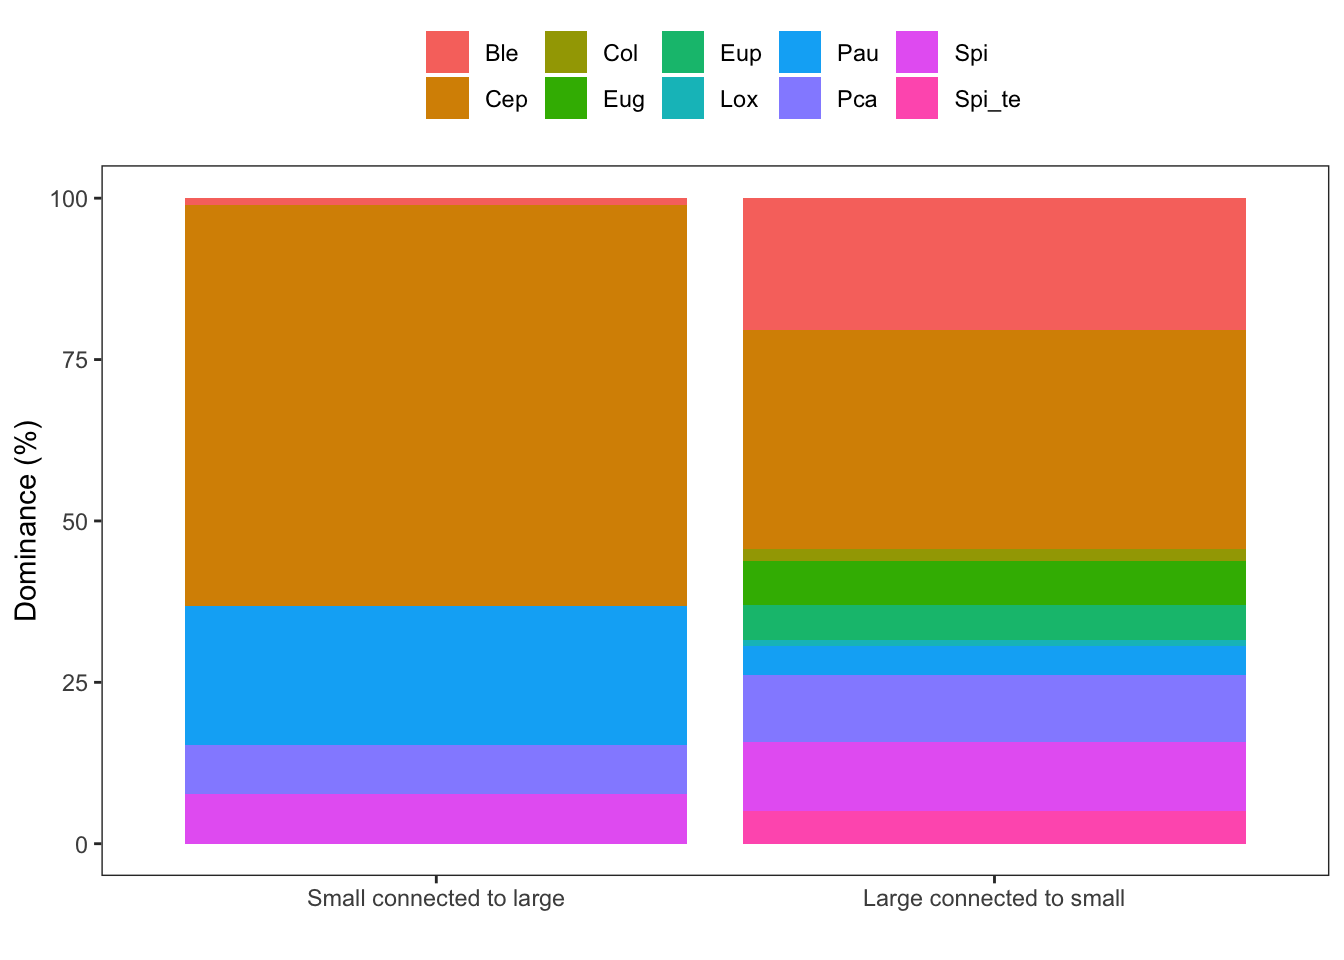 Ble Col Eup Pau Spi
Cep Eug Lox Pca Spi_te
100
75
50
25
0
Dominance (%)
Small connected to large Large connected to small